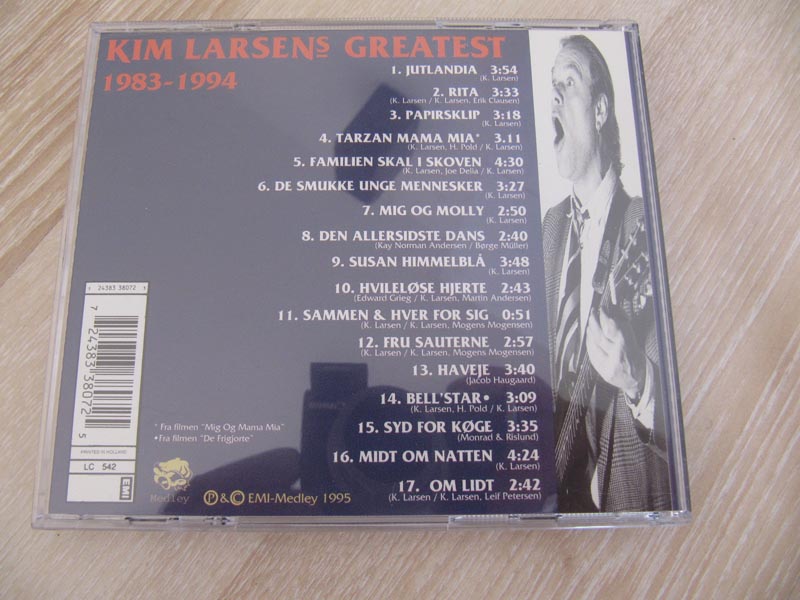 KIM LARSENS GREATEST
1983-1994
1. JUTLANDIA 3:54
(K. Larsen)
2. RITA 3:33
(K. Larsen / K. Larsen, Erik Clausen)
3. PAPIRSKLIP 3:18
(K. Larsen)
4. TARZAN MAMA MIA* 3.11
(K. Larsen, H. Pold / K. Larsen)
5. FAMILIEN SKAL I SKOVEN 4:30
(K. Larsen, Joe Delia / K. Larsen)
6. DE SMUKKE UNGE MENNESKER 3:27
(K. Larsen)
7. MIG OG MOLLY 2:50
(K. Larsen)
8. DEN ALLERSIDSTE DANS 2:40
(Kay Norman Andersen / Børge Müller)
9. SUSAN HIMMELBLÅ 3:48
(K. Larsen)
10. HVILELØSE HJERTE 2:43
(Edward Grieg / K. Larsen, Martin Andersen)
11. SAMMEN & HVER FOR SIG 0:51
(K. Larsen / K. Larsen, Mogens Mogensen)
12. FRU SAUTERNE 2:57
(K. Larsen / K. Larsen, Mogens Mogensen)
13. HAVEJE 3:40
(Jacob Haugaard)
14. BELL'STAR• 3:09
(K. Larsen, H. Pold / K. Larsen)
15. SYD FOR KØGE 3:35
(Monrad & Rislund)
16. MIDT OM NATTEN 4:24
(K. Larsen)
17. OM LIDT 2:42
(K. Larsen / K. Larsen, Leif Petersen)
* Fra filmen "Mig Og Mama Mia"
•Fra filmen "De Frigjorte"
Medley
Ⓟ & © EMI-Medley 1995
24383 38072
7 24383 38072 5
PRINTED IN HOLLAND
LC 542
EMI